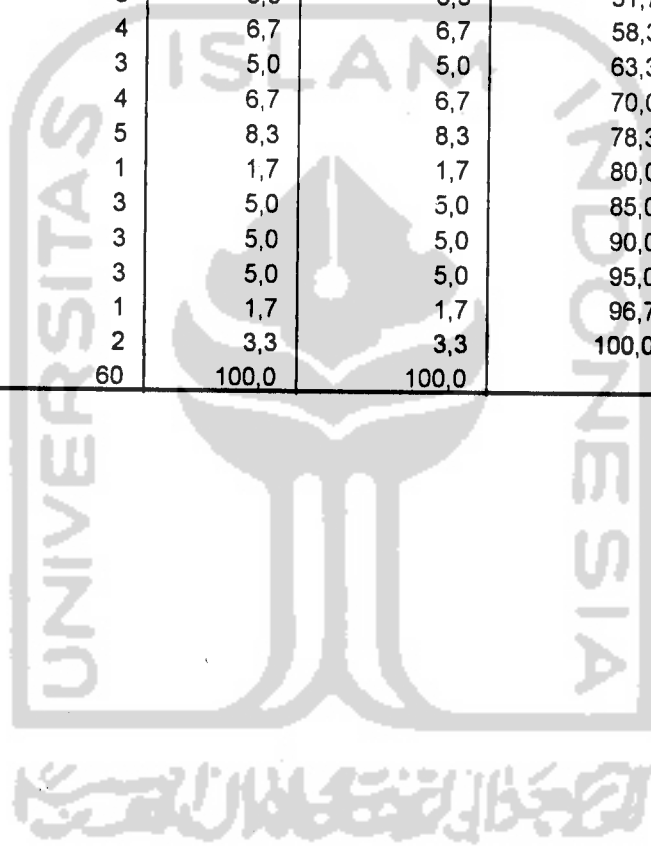 4 6,7 6,7 58,3
3 5,0 5,0 63,3
4 6,7 6,7 70,0
5 8,3 8,3 78,3
1 1,7 1,7 80,0
3 5,0 5,0 85,0
3 5,0 5,0 90,0
3 5,0 5,0 95,0
1 1,7 1,7 96,7
2 3,3 3,3 100,0
60 100,0 100,0
UNIVERSITAS
ISLAM
INDONESIA